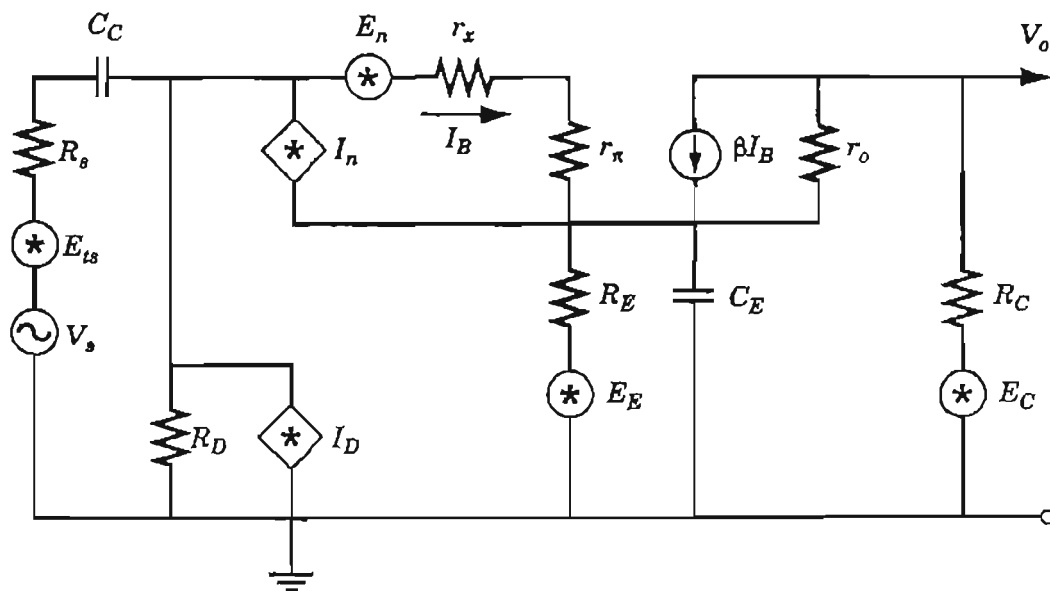 C_C
E_n
r_x
V_o
R_s
I_n
I_B
r_π
βI_B
r_o
E_ts
R_E
C_E
R_C
V_s
E_E
E_C
R_D
I_D